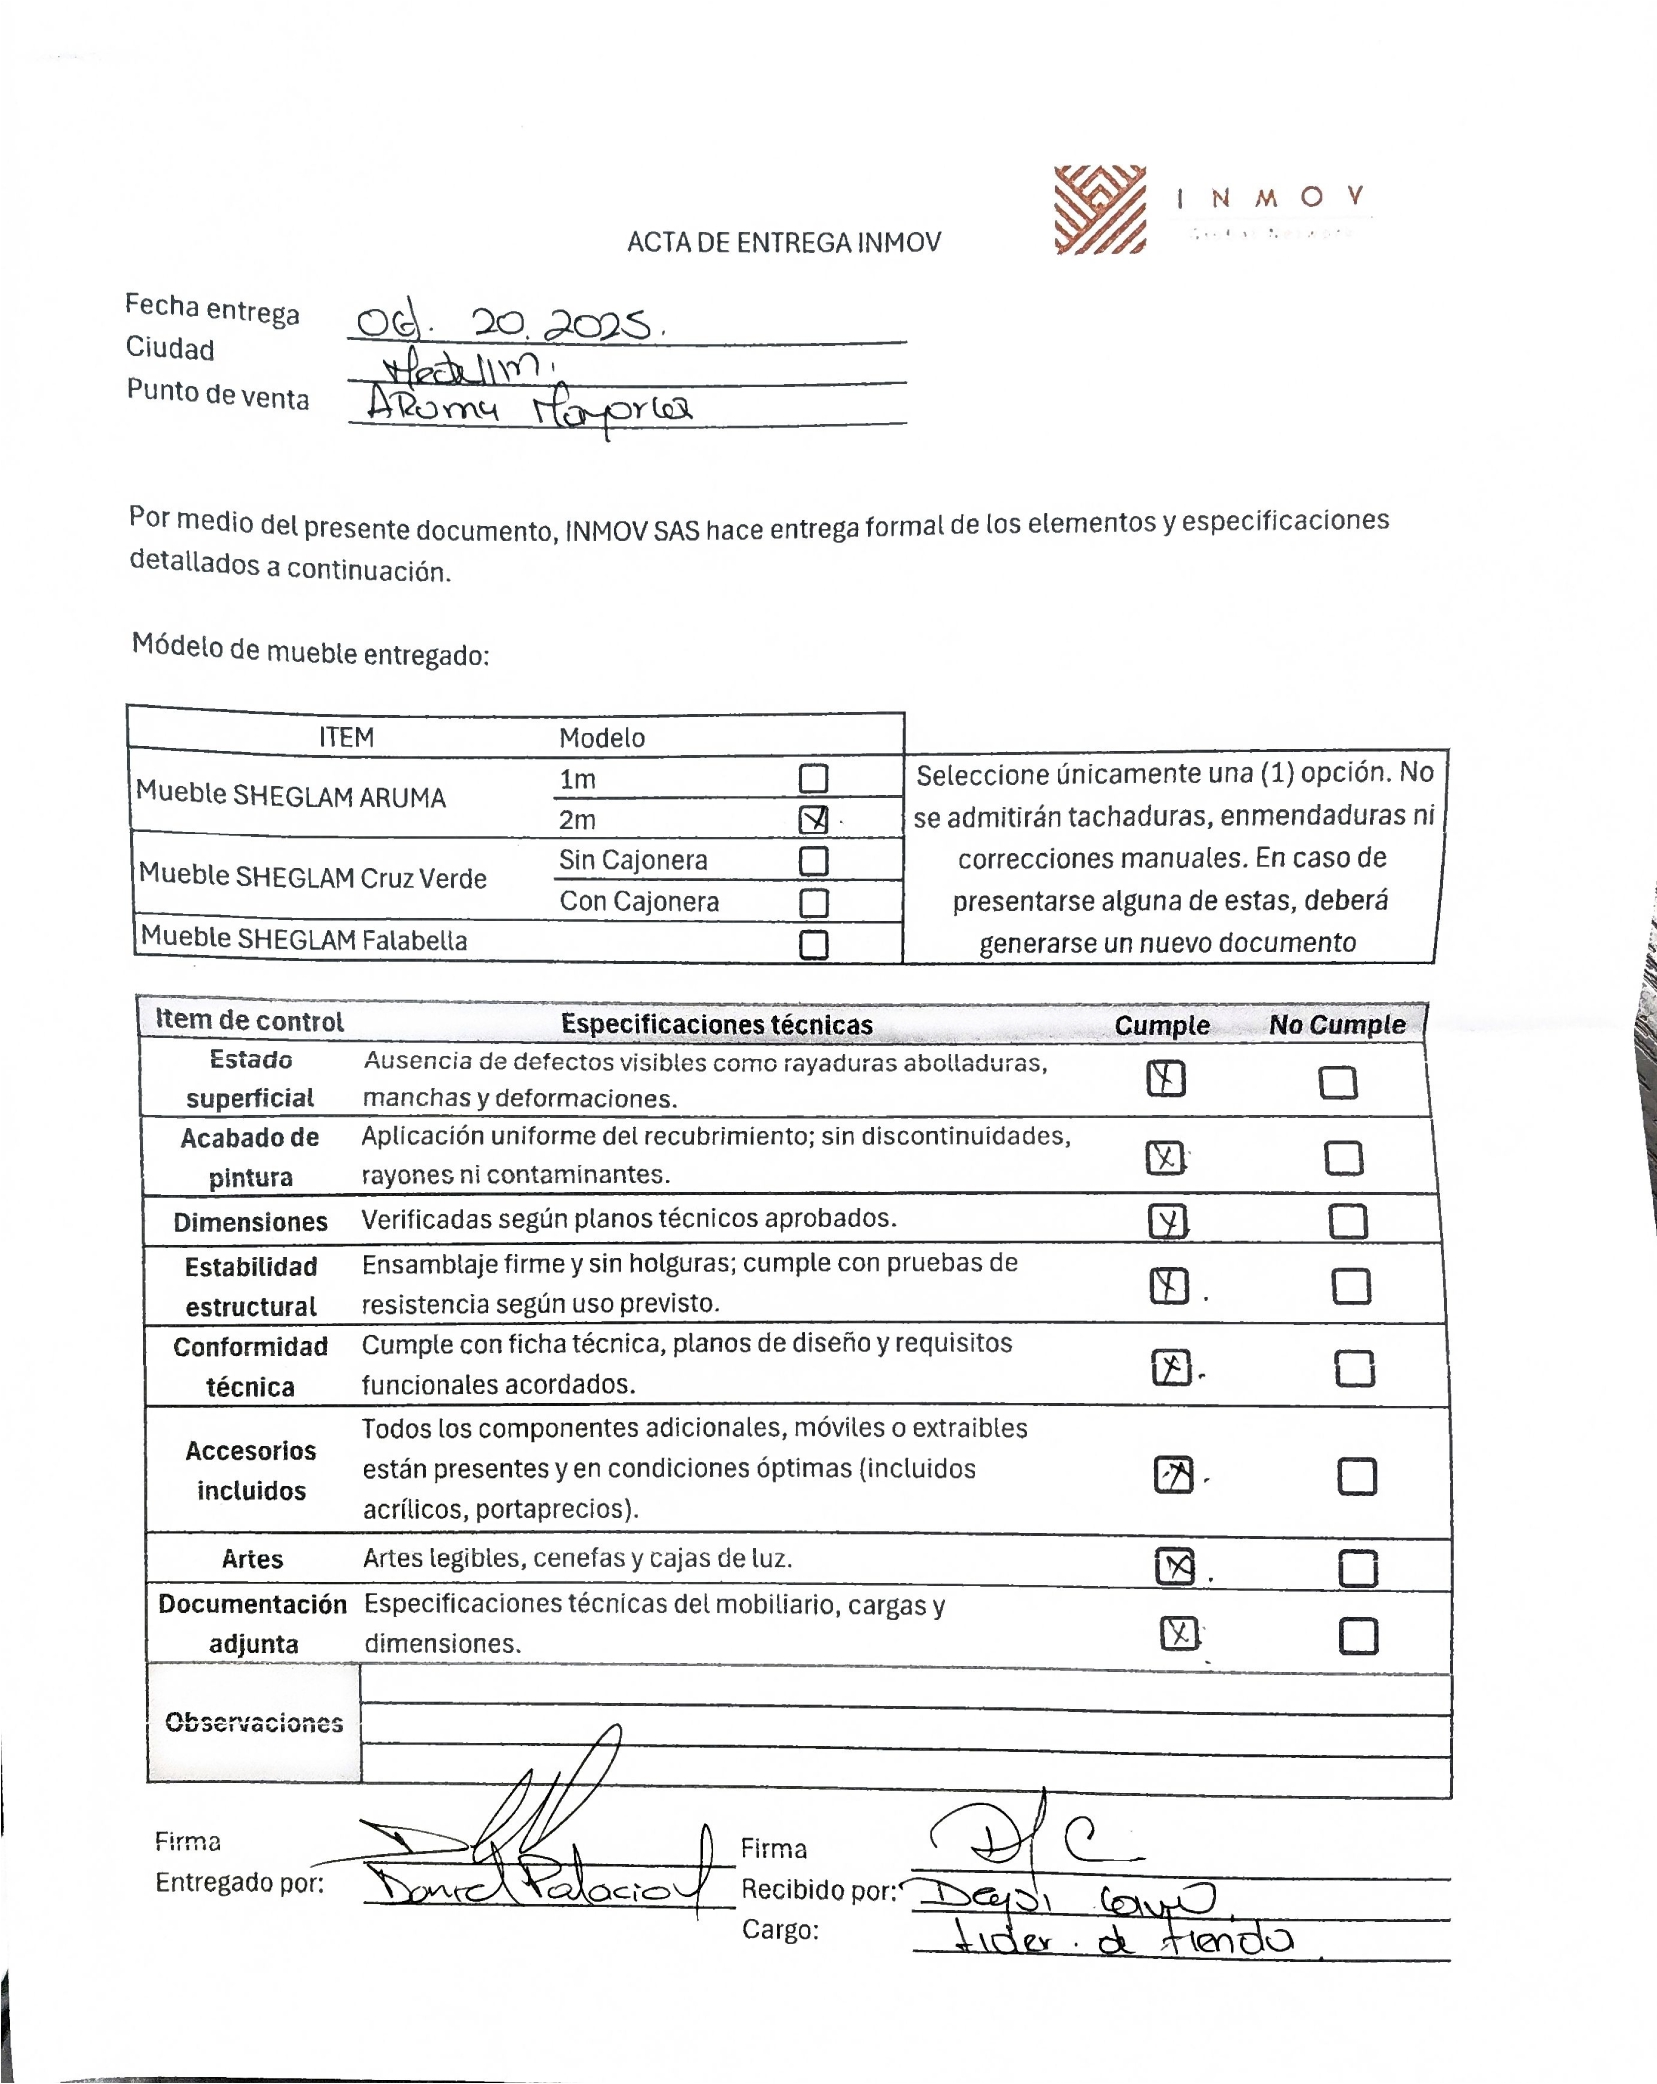 INMOV
ACTA DE ENTREGA INMOV
Fecha entrega Oct. 20. 2025.
Ciudad Medellin.
Punto de venta Aruma Mayorca
Por medio del presente documento, INMOV SAS hace entrega formal de los elementos y especificaciones
detallados a continuación.
Módelo de mueble entregado:
ITEM Modelo
Mueble SHEGLAM ARUMA
1m
2m X
Mueble SHEGLAM Cruz Verde
Sin Cajonera
Con Cajonera
Mueble SHEGLAM Falabella
Seleccione únicamente una (1) opción. No
se admitirán tachaduras, enmendaduras ni
correcciones manuales. En caso de
presentarse alguna de estas, deberá
generarse un nuevo documento
Item de control Especificaciones técnicas Cumple No Cumple
Estado superficial
Ausencia de defectos visibles como rayaduras abolladuras,
manchas y deformaciones. X
Acabado de pintura
Aplicación uniforme del recubrimiento; sin discontinuidades,
rayones ni contaminantes. X
Dimensiones Verificadas según planos técnicos aprobados. X
Estabilidad estructural
Ensamblaje firme y sin holguras; cumple con pruebas de
resistencia según uso previsto. X
Conformidad técnica
Cumple con ficha técnica, planos de diseño y requisitos
funcionales acordados. X
Accesorios incluidos
Todos los componentes adicionales, móviles o extraibles
están presentes y en condiciones óptimas (incluidos
acrílicos, portaprecios). X
Artes Artes legibles, cenefas y cajas de luz. X
Documentación adjunta
Especificaciones técnicas del mobiliario, cargas y
dimensiones. X
Observaciones
Firma
Entregado por: Daniel Palacio
Firma DC
Recibido por: Deysi
Cargo: Lider de tienda